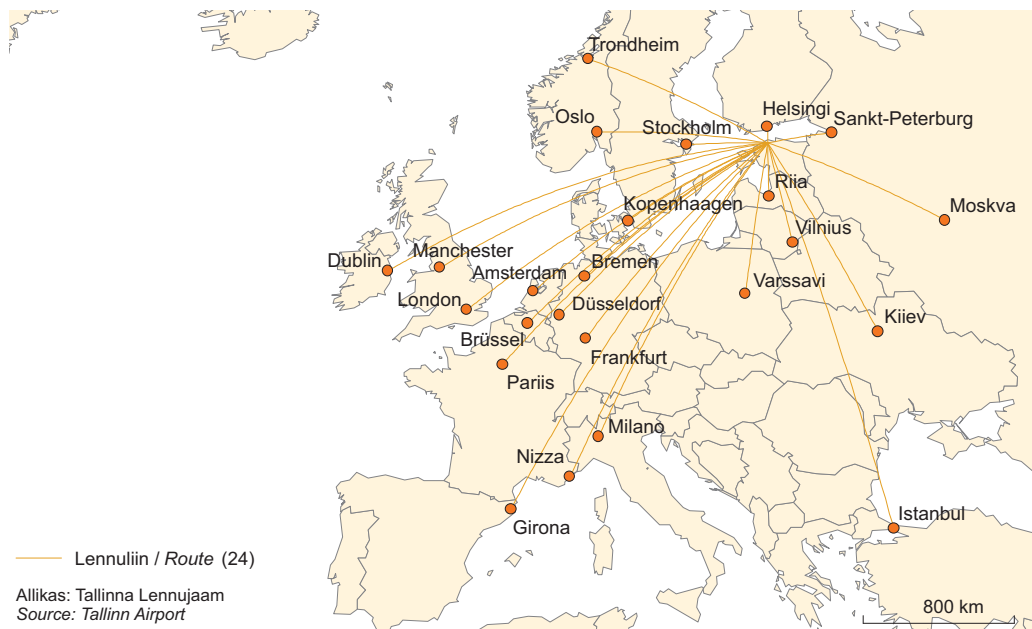 Trondheim
Helsingi
Oslo
Sankt-Peterburg
Stockholm
Riia
Kopenhaagen
Moskva
Vilnius
Manchester
Dublin
Bremen
Amsterdam
Varssavi
London
Düsseldorf
Kiiev
Brüssel
Frankfurt
Pariis
Milano
Nizza
Istanbul
Girona
Lennuliin / Route (24)
Allikas: Tallinna Lennujaam
Source: Tallinn Airport
800 km